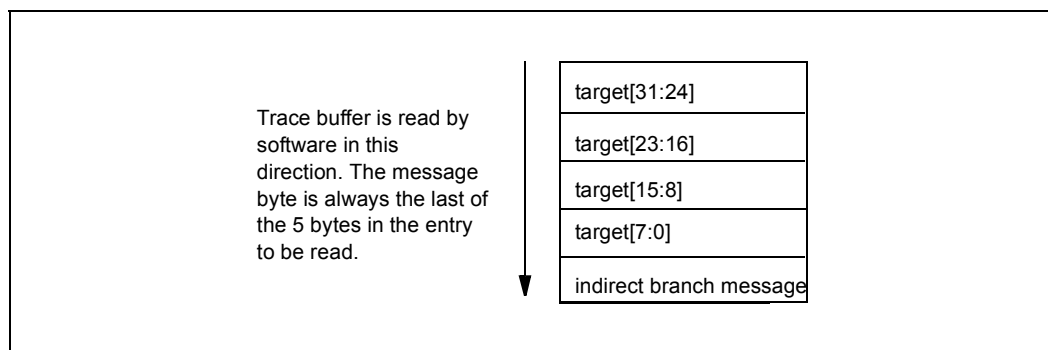 Trace buffer is read by
software in this
direction. The message
byte is always the last of
the 5 bytes in the entry
to be read.
target[31:24]
target[23:16]
target[15:8]
target[7:0]
indirect branch message